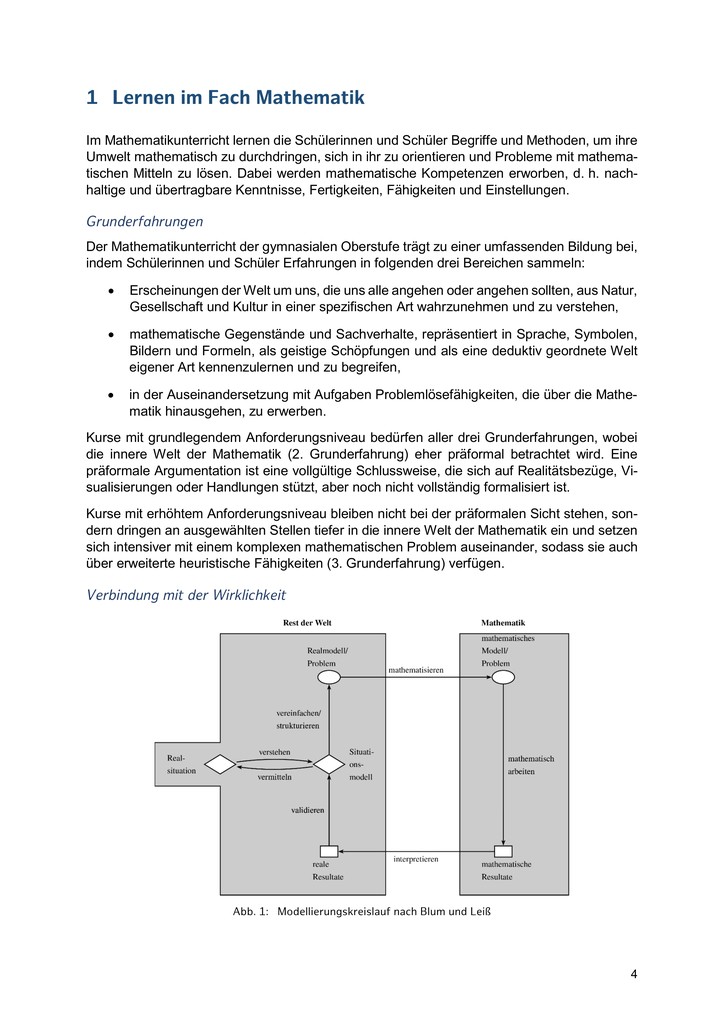 1 Lernen im Fach Mathematik
Im Mathematikunterricht lernen die Schülerinnen und Schüler Begriffe und Methoden, um ihre
Umwelt mathematisch zu durchdringen, sich in ihr zu orientieren und Probleme mit mathema-
tischen Mitteln zu lösen. Dabei werden mathematische Kompetenzen erworben, d. h. nach-
haltige und übertragbare Kenntnisse, Fertigkeiten, Fähigkeiten und Einstellungen.
Grunderfahrungen
Der Mathematikunterricht der gymnasialen Oberstufe trägt zu einer umfassenden Bildung bei,
indem Schülerinnen und Schüler Erfahrungen in folgenden drei Bereichen sammeln:
• Erscheinungen der Welt um uns, die uns alle angehen oder angehen sollten, aus Natur,
Gesellschaft und Kultur in einer spezifischen Art wahrzunehmen und zu verstehen,
• mathematische Gegenstände und Sachverhalte, repräsentiert in Sprache, Symbolen,
Bildern und Formeln, als geistige Schöpfungen und als eine deduktiv geordnete Welt
eigener Art kennenzulernen und zu begreifen,
• in der Auseinandersetzung mit Aufgaben Problemlösefähigkeiten, die über die Mathe-
matik hinausgehen, zu erwerben.
Kurse mit grundlegendem Anforderungsniveau bedürfen aller drei Grunderfahrungen, wobei
die innere Welt der Mathematik (2. Grunderfahrung) eher präformal betrachtet wird. Eine
präformale Argumentation ist eine vollgültige Schlussweise, die sich auf Realitätsbezüge, Vi-
sualisierungen oder Handlungen stützt, aber noch nicht vollständig formalisiert ist.
Kurse mit erhöhtem Anforderungsniveau bleiben nicht bei der präformalen Sicht stehen, son-
dern dringen an ausgewählten Stellen tiefer in die innere Welt der Mathematik ein und setzen
sich intensiver mit einem komplexen mathematischen Problem auseinander, sodass sie auch
über erweiterte heuristische Fähigkeiten (3. Grunderfahrung) verfügen.
Verbindung mit der Wirklichkeit
Rest der Welt
Mathematik
Realmodell/
Problem
mathematisieren
mathematisches
Modell/
Problem
vereinfachen/
strukturieren
Real-
situation
verstehen
vermitteln
Situati-
ons-
modell
mathematisch
arbeiten
validieren
reale
Resultate
interpretieren
mathematische
Resultate
Abb. 1: Modellierungskreislauf nach Blum und Leiß
4